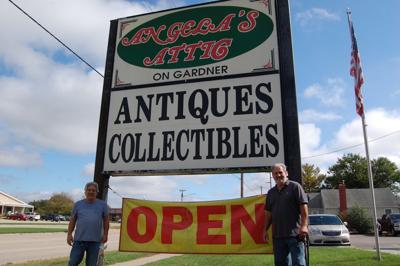 ANGELA'S
ATTIC
ON GARDNER
ANTIQUES
COLLECTIBLES
OPEN